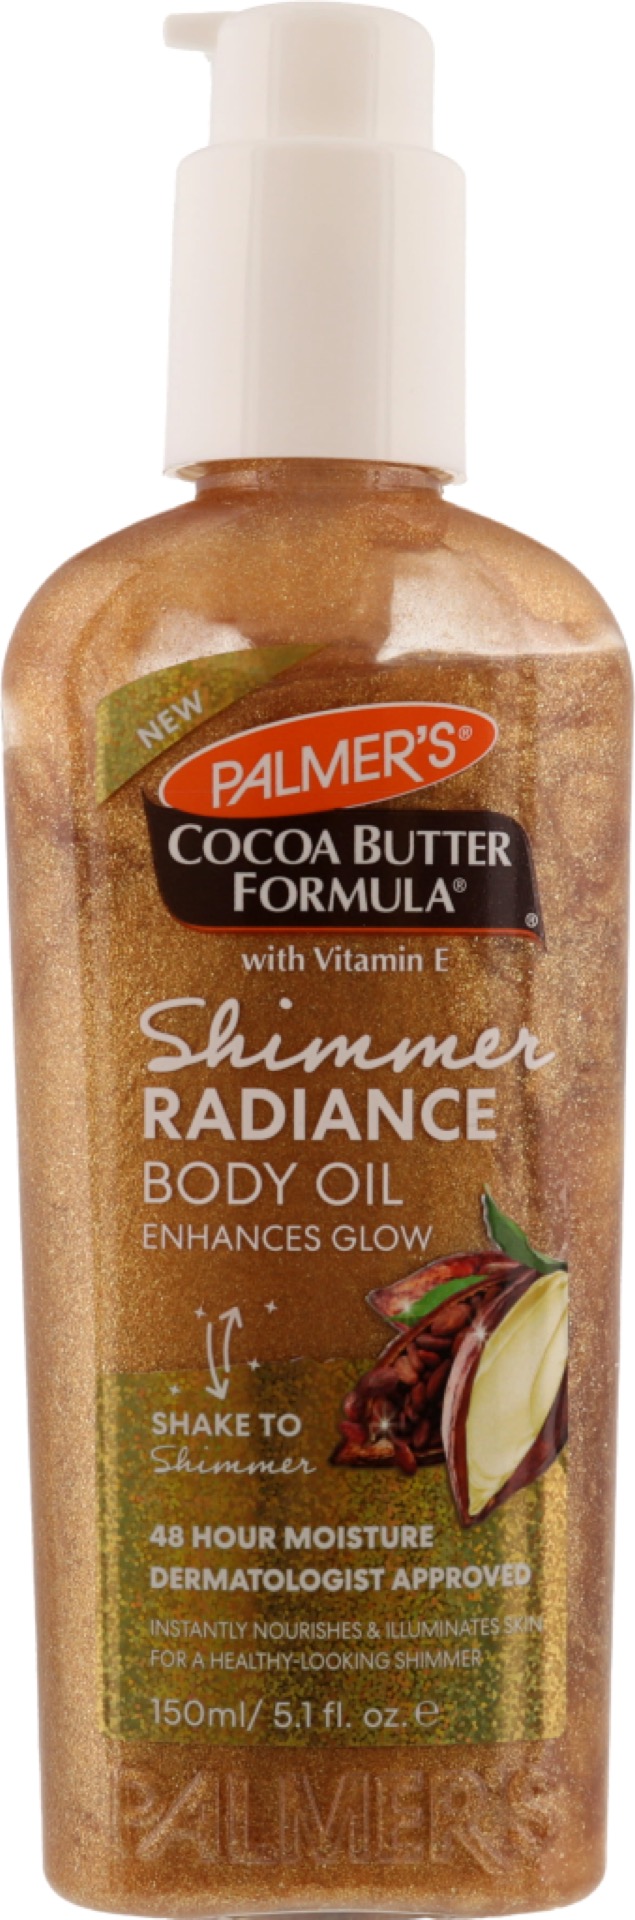 NEW
PALMER'S®
COCOA BUTTER
FORMULA®
®
with Vitamin E
Shimmer
RADIANCE
BODY OIL
ENHANCES GLOW
SHAKE TO
Shimmer
48 HOUR MOISTURE
DERMATOLOGIST APPROVED
INSTANTLY NOURISHES & ILLUMINATES SKIN
FOR A HEALTHY-LOOKING SHIMMER
150ml/ 5.1 fl. oz. ℮
PALMER'S